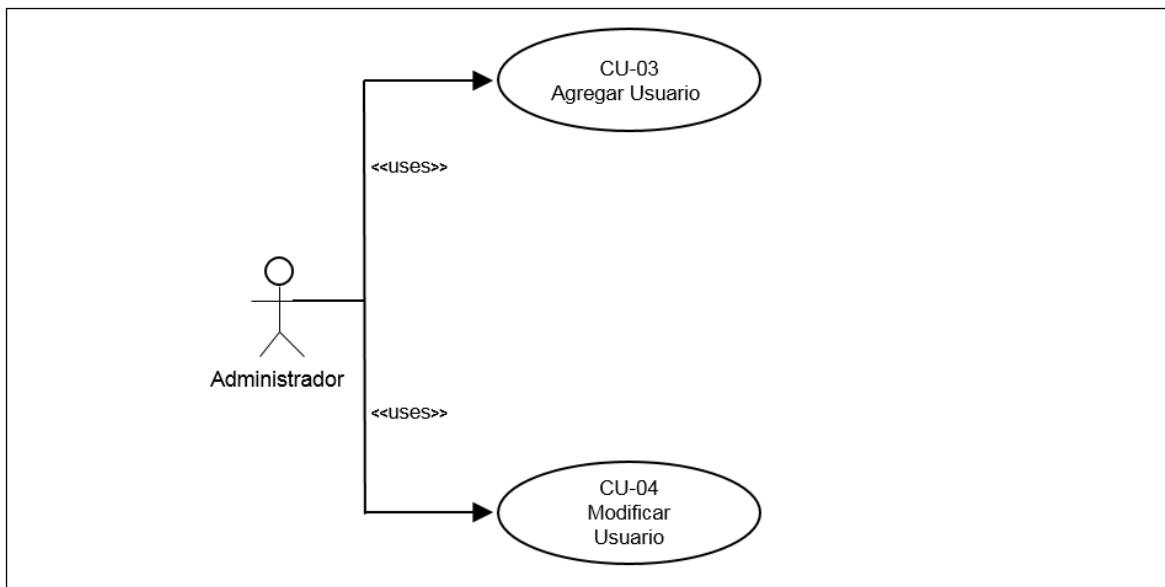 CU-03
Agregar Usuario
<<uses>>
Administrador
<<uses>>
CU-04
Modificar
Usuario